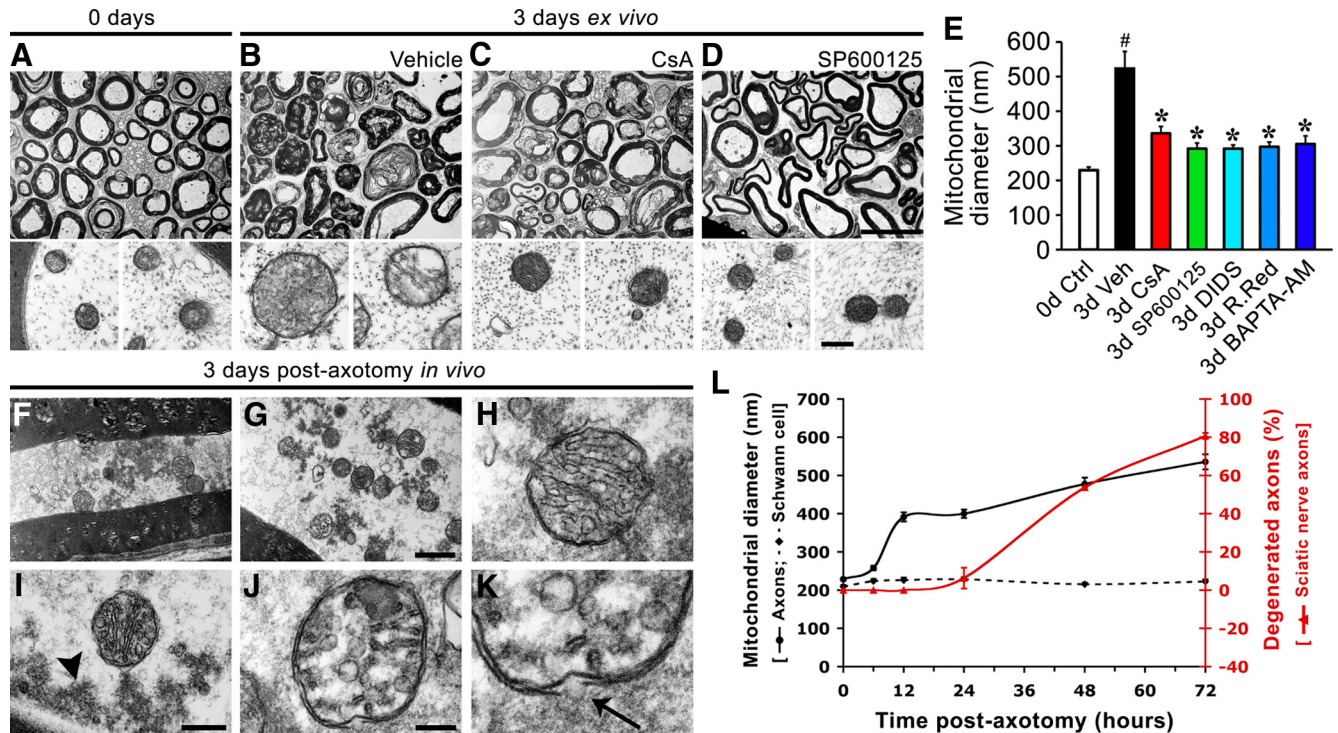 0 days
3 days ex vivo
A
B
Vehicle
C
CsA
D
SP600125
E
Mitochondrial
diameter (nm)
600
500
400
300
200
100
0
#
*
*
*
*
*
0d Ctrl
3d Veh
3d CsA
3d SP600125
3d DIDS
3d R.Red
3d BAPTA-AM
3 days post-axotomy in vivo
F
G
H
I
J
K
L
Mitochondrial diameter (nm)
[ Axons; Schwann cell]
700
600
500
400
300
200
100
0
0
12
24
36
48
60
72
Time post-axotomy (hours)
100
80
60
40
20
0
-20
-40
Degenerated axons (%)
[ Sciatic nerve axons]